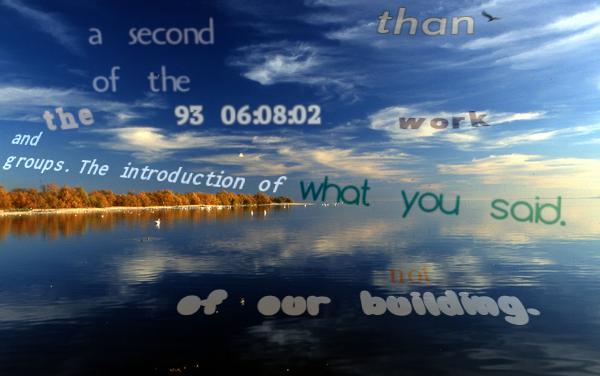 a second
of the
than
the
93 06:08:02
work
and
groups. The introduction of
what you said.
not
of our building.